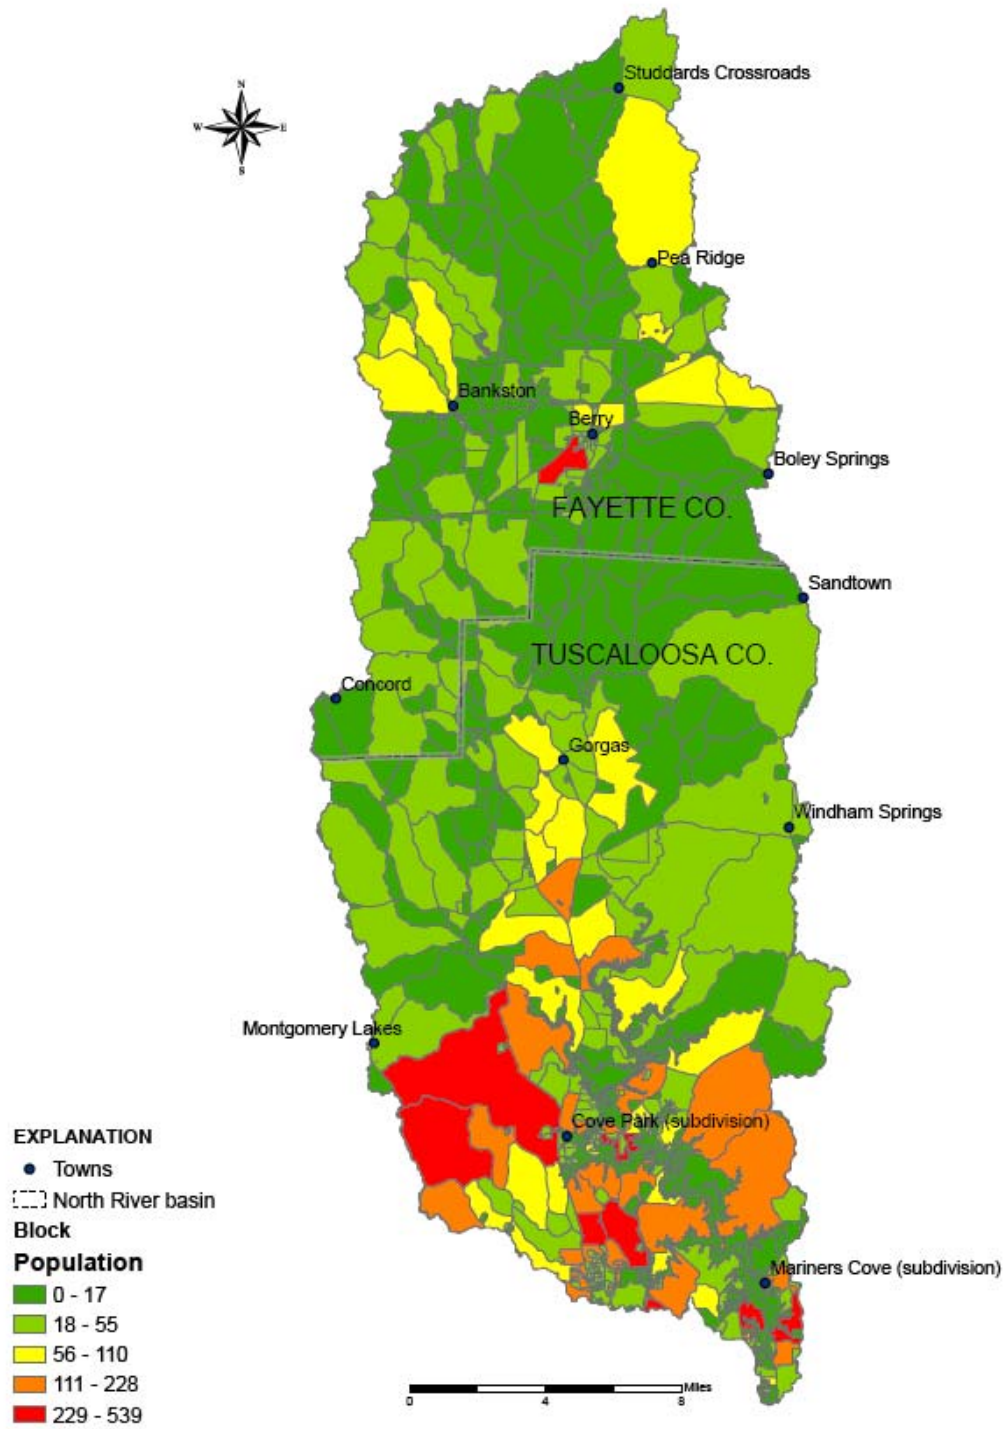 Studdards Crossroads
N
W E
S
Pea Ridge
Bankston
Berry
Boley Springs
FAYETTE CO.
Sandtown
TUSCALOOSA CO.
Concord
Gorgas
Windham Springs
Montgomery Lakes
Cove Park (subdivision)
EXPLANATION
Towns
North River basin
Block
Population
Mariners Cove (subdivision)
0 - 17
18 - 55
56 - 110
111 - 228
229 - 539
Miles
0 4 8